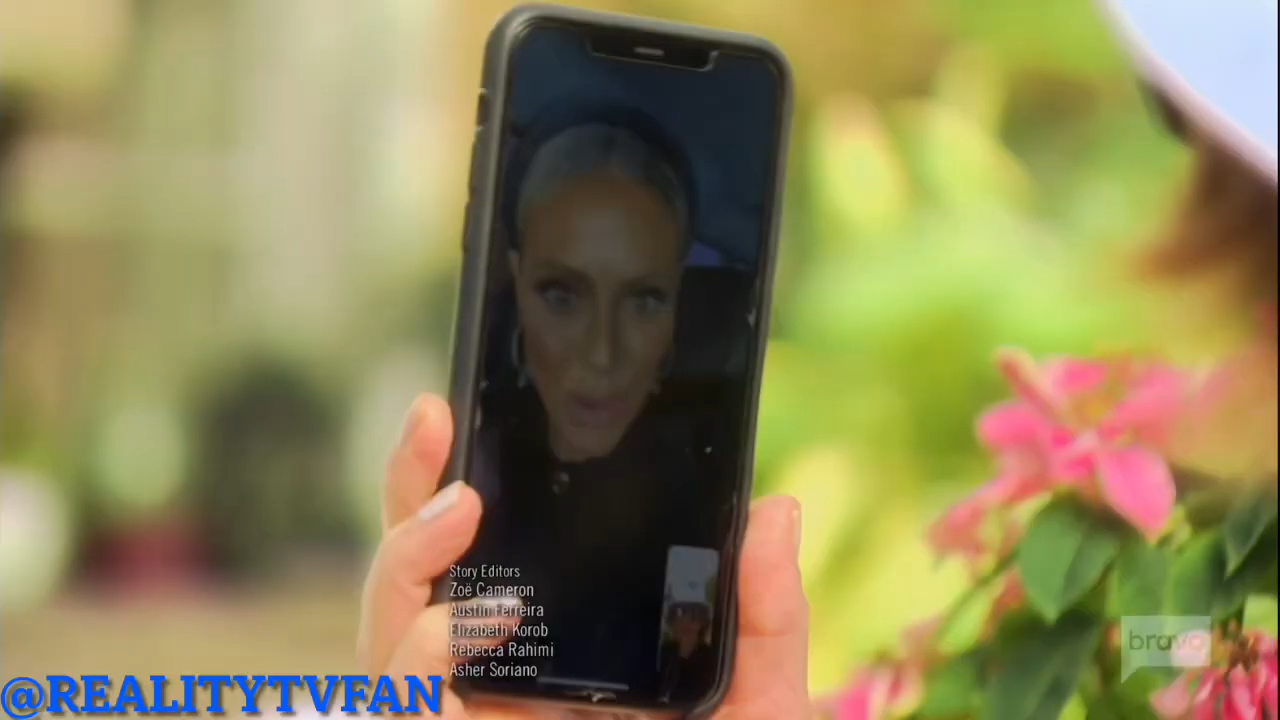 Story Editors
Zoë Cameron
Austin Ferreira
Elizabeth Korob
Rebecca Rahimi
Asher Soriano
bravo
@REALITYTVFAN